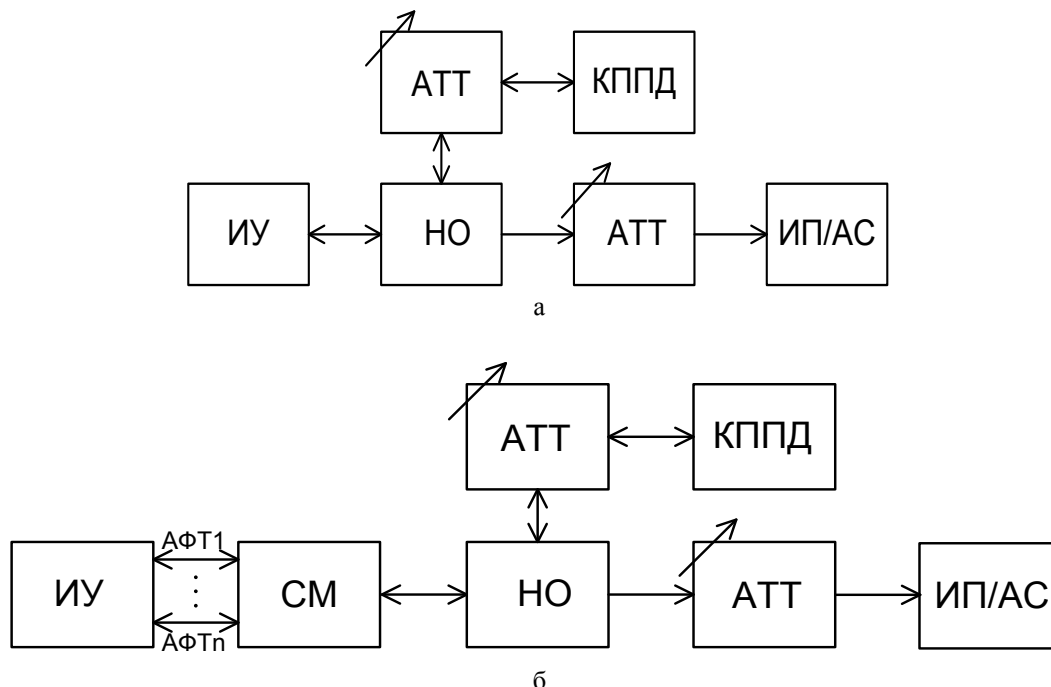 АТТ
КППД
ИУ
НО
АТТ
ИП/АС
а
АТТ
КППД
АФТ1
ИУ
СМ
НО
АТТ
ИП/АС
АФТn
б